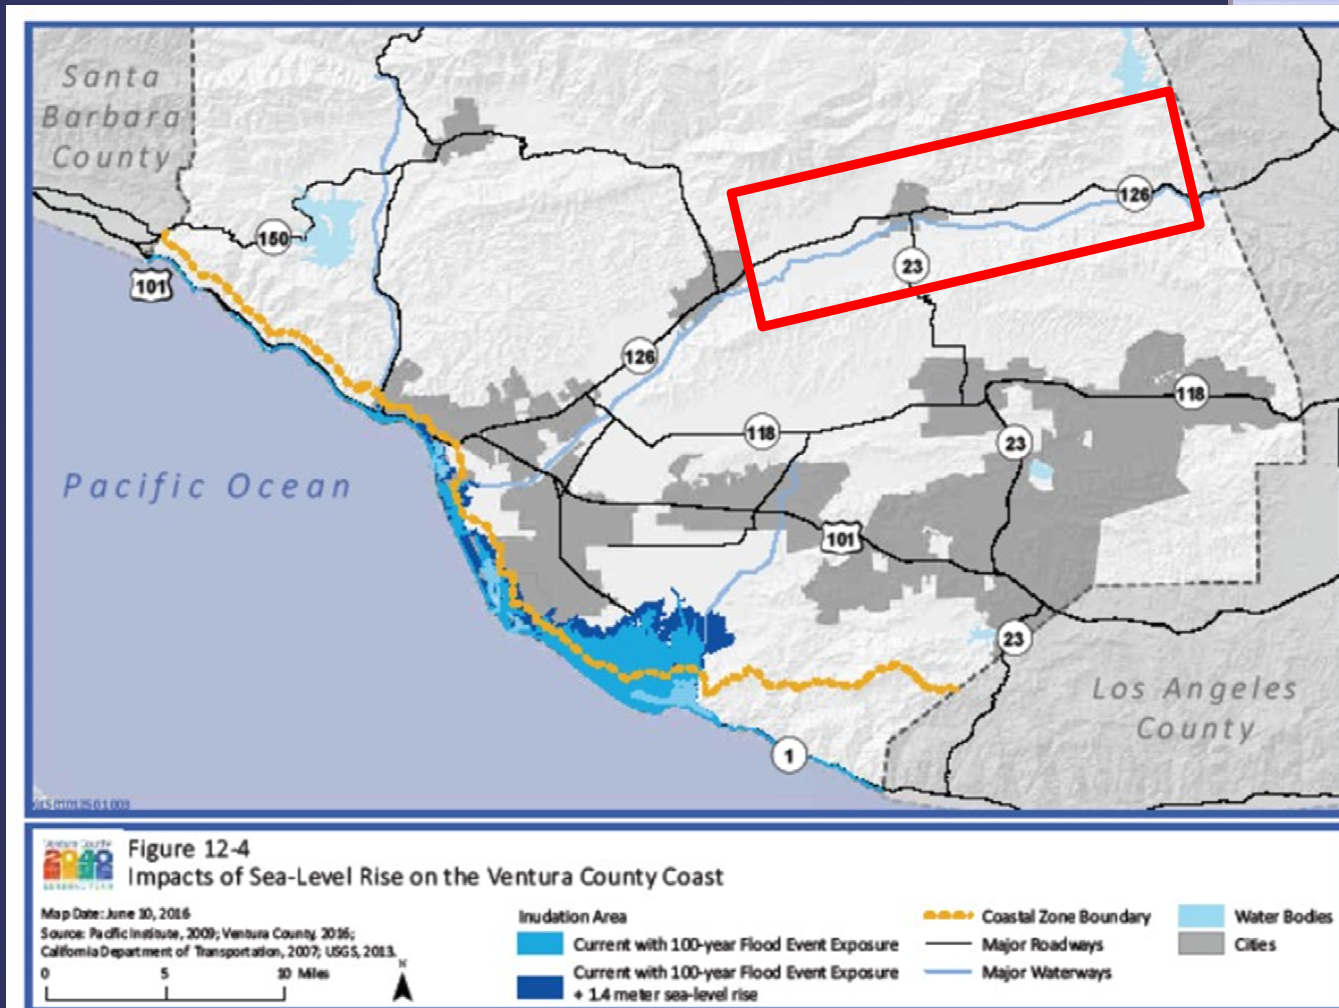 Santa
Barbara
County
150
101
126
23
126
118
118
23
Pacific Ocean
101
23
Los Angeles
County
1
Ventura County
2040
Figure 12-4
Impacts of Sea-Level Rise on the Ventura County Coast
Map Date: June 10, 2016
Source: Pacific Institute, 2009; Ventura County, 2016;
California Department of Transportation, 2007; USGS, 2013.
0 5 10 Miles
N
Inudation Area
Current with 100-year Flood Event Exposure
Current with 100-year Flood Event Exposure
+ 1.4 meter sea-level rise
Coastal Zone Boundary
Major Roadways
Major Waterways
Water Bodies
Cities